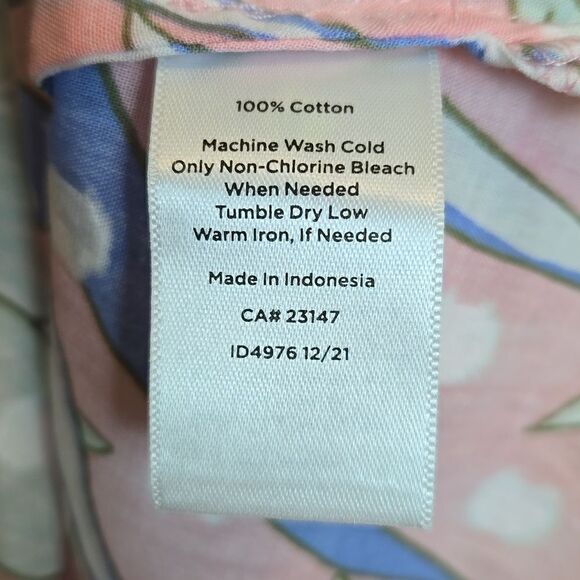 100% Cotton
Machine Wash Cold
Only Non-Chlorine Bleach
When Needed
Tumble Dry Low
Warm Iron, If Needed
Made In Indonesia
CA# 23147
ID4976 12/21